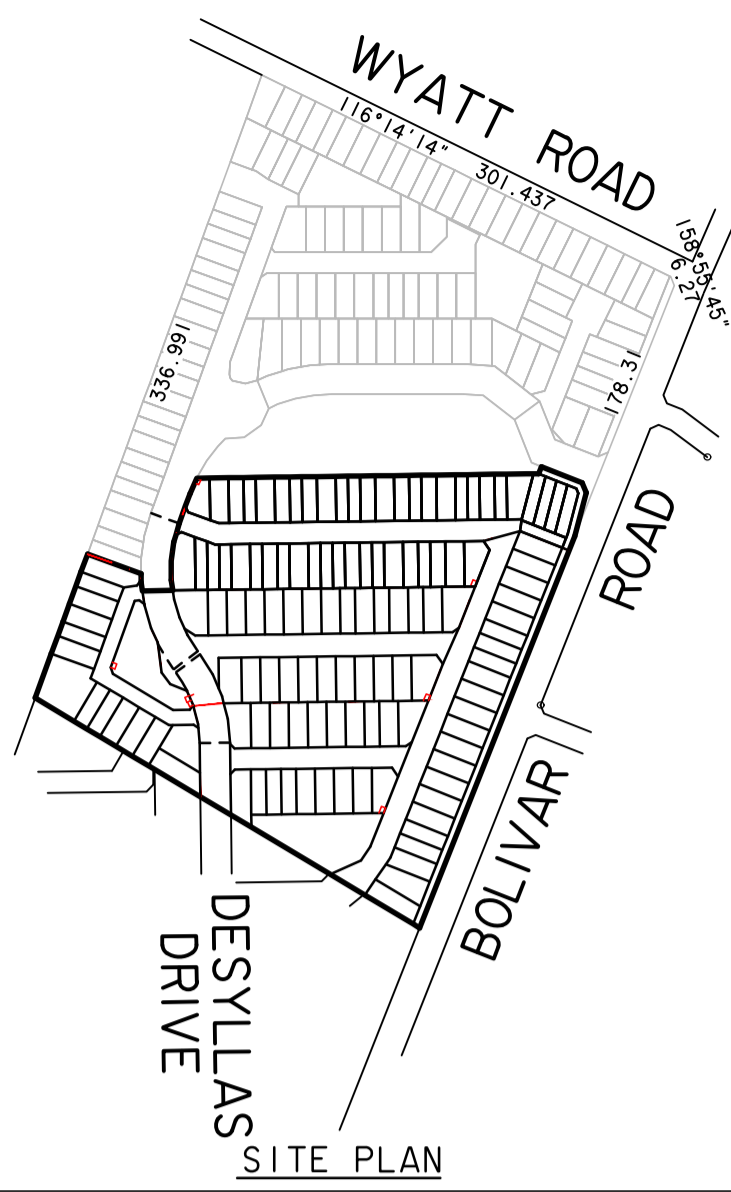 WYATT ROAD
116°14'14"
301.437
158°55'45"
6.27
336.991
178.31
BOLIVAR ROAD
DESYLLAS
DRIVE
SITE PLAN